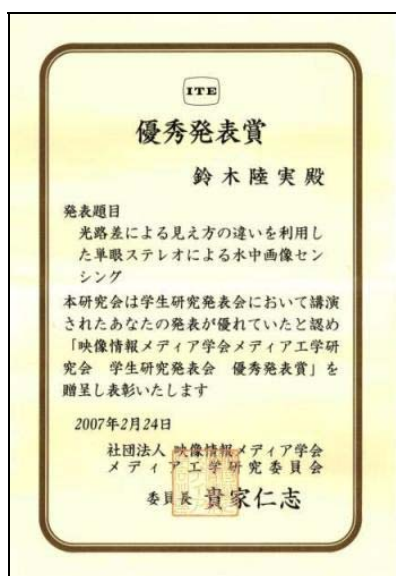 ITE
優秀発表賞
鈴木陸実殿
発表題目
光路差による見え方の違いを利用し
た単眼ステレオによる水中画像セン
シング
本研究会は学生研究発表会において講演
されたあなたの発表が優れていたと認め
「映像情報メディア学会メディア工学研
究会 学生研究発表会 優秀発表賞」を
贈呈し表彰いたします
2007年2月24日
社団法人 映像情報メディア学会
メディア工学研究委員会
委員長 貴家仁志